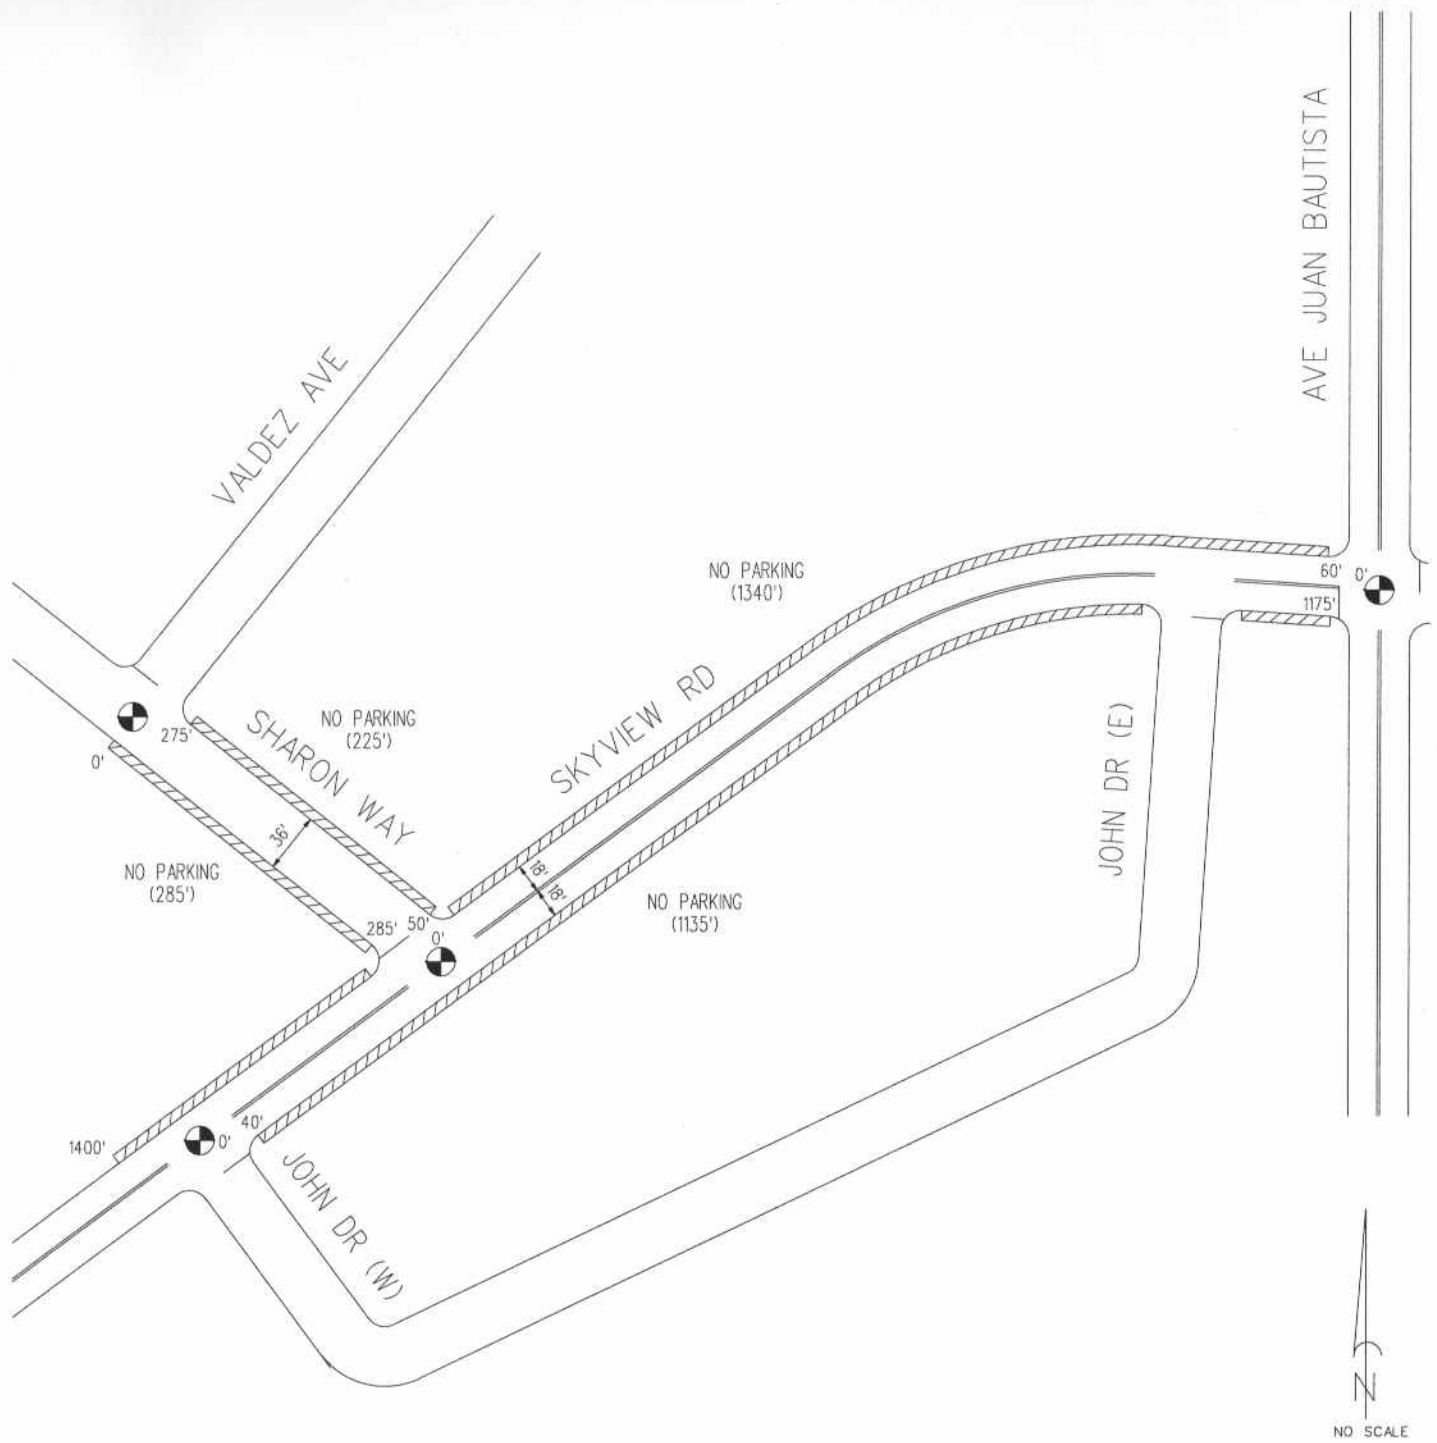 AVE JUAN BAUTISTA
VALDEZ AVE
NO PARKING
(1340')
60'
0'
1175'
SKYVIEW RD
NO PARKING
(225')
SHARON WAY
275'
0'
36'
JOHN DR (E)
NO PARKING
(285')
18'
18'
NO PARKING
(1135')
285'
50'
0'
40'
0'
1400'
JOHN DR (W)
N
NO SCALE